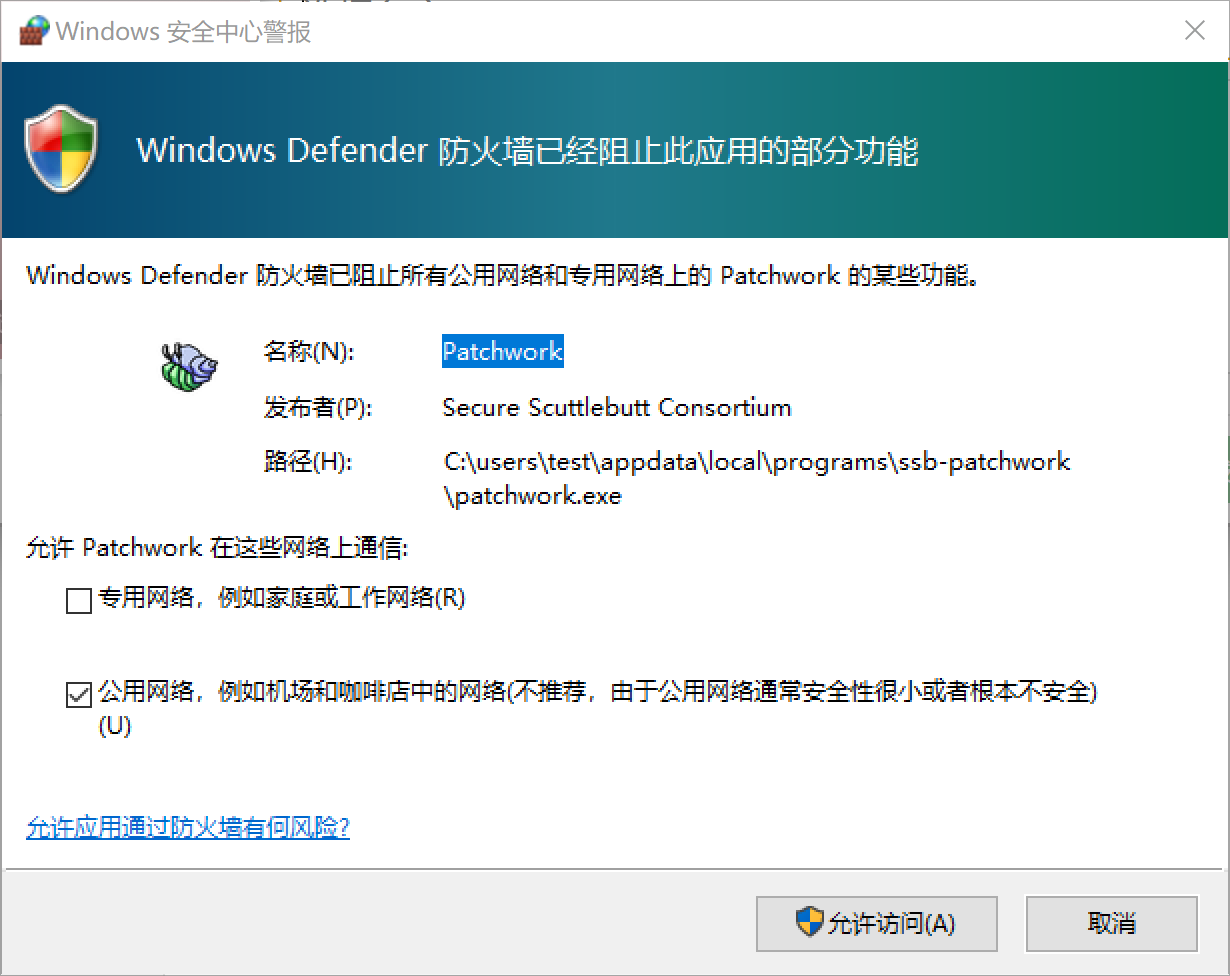 Windows 安全中心警报
Windows Defender 防火墙已经阻止此应用的部分功能
Windows Defender 防火墙已阻止所有公用网络和专用网络上的 Patchwork 的某些功能。
名称(N): Patchwork
发布者(P): Secure Scuttlebutt Consortium
路径(H): C:\users\test\appdata\local\programs\ssb-patchwork
\patchwork.exe
允许 Patchwork 在这些网络上通信:
专用网络，例如家庭或工作网络(R)
公用网络，例如机场和咖啡店中的网络(不推荐，由于公用网络通常安全性很小或者根本不安全)
(U)
允许应用通过防火墙有何风险?
允许访问(A) 取消